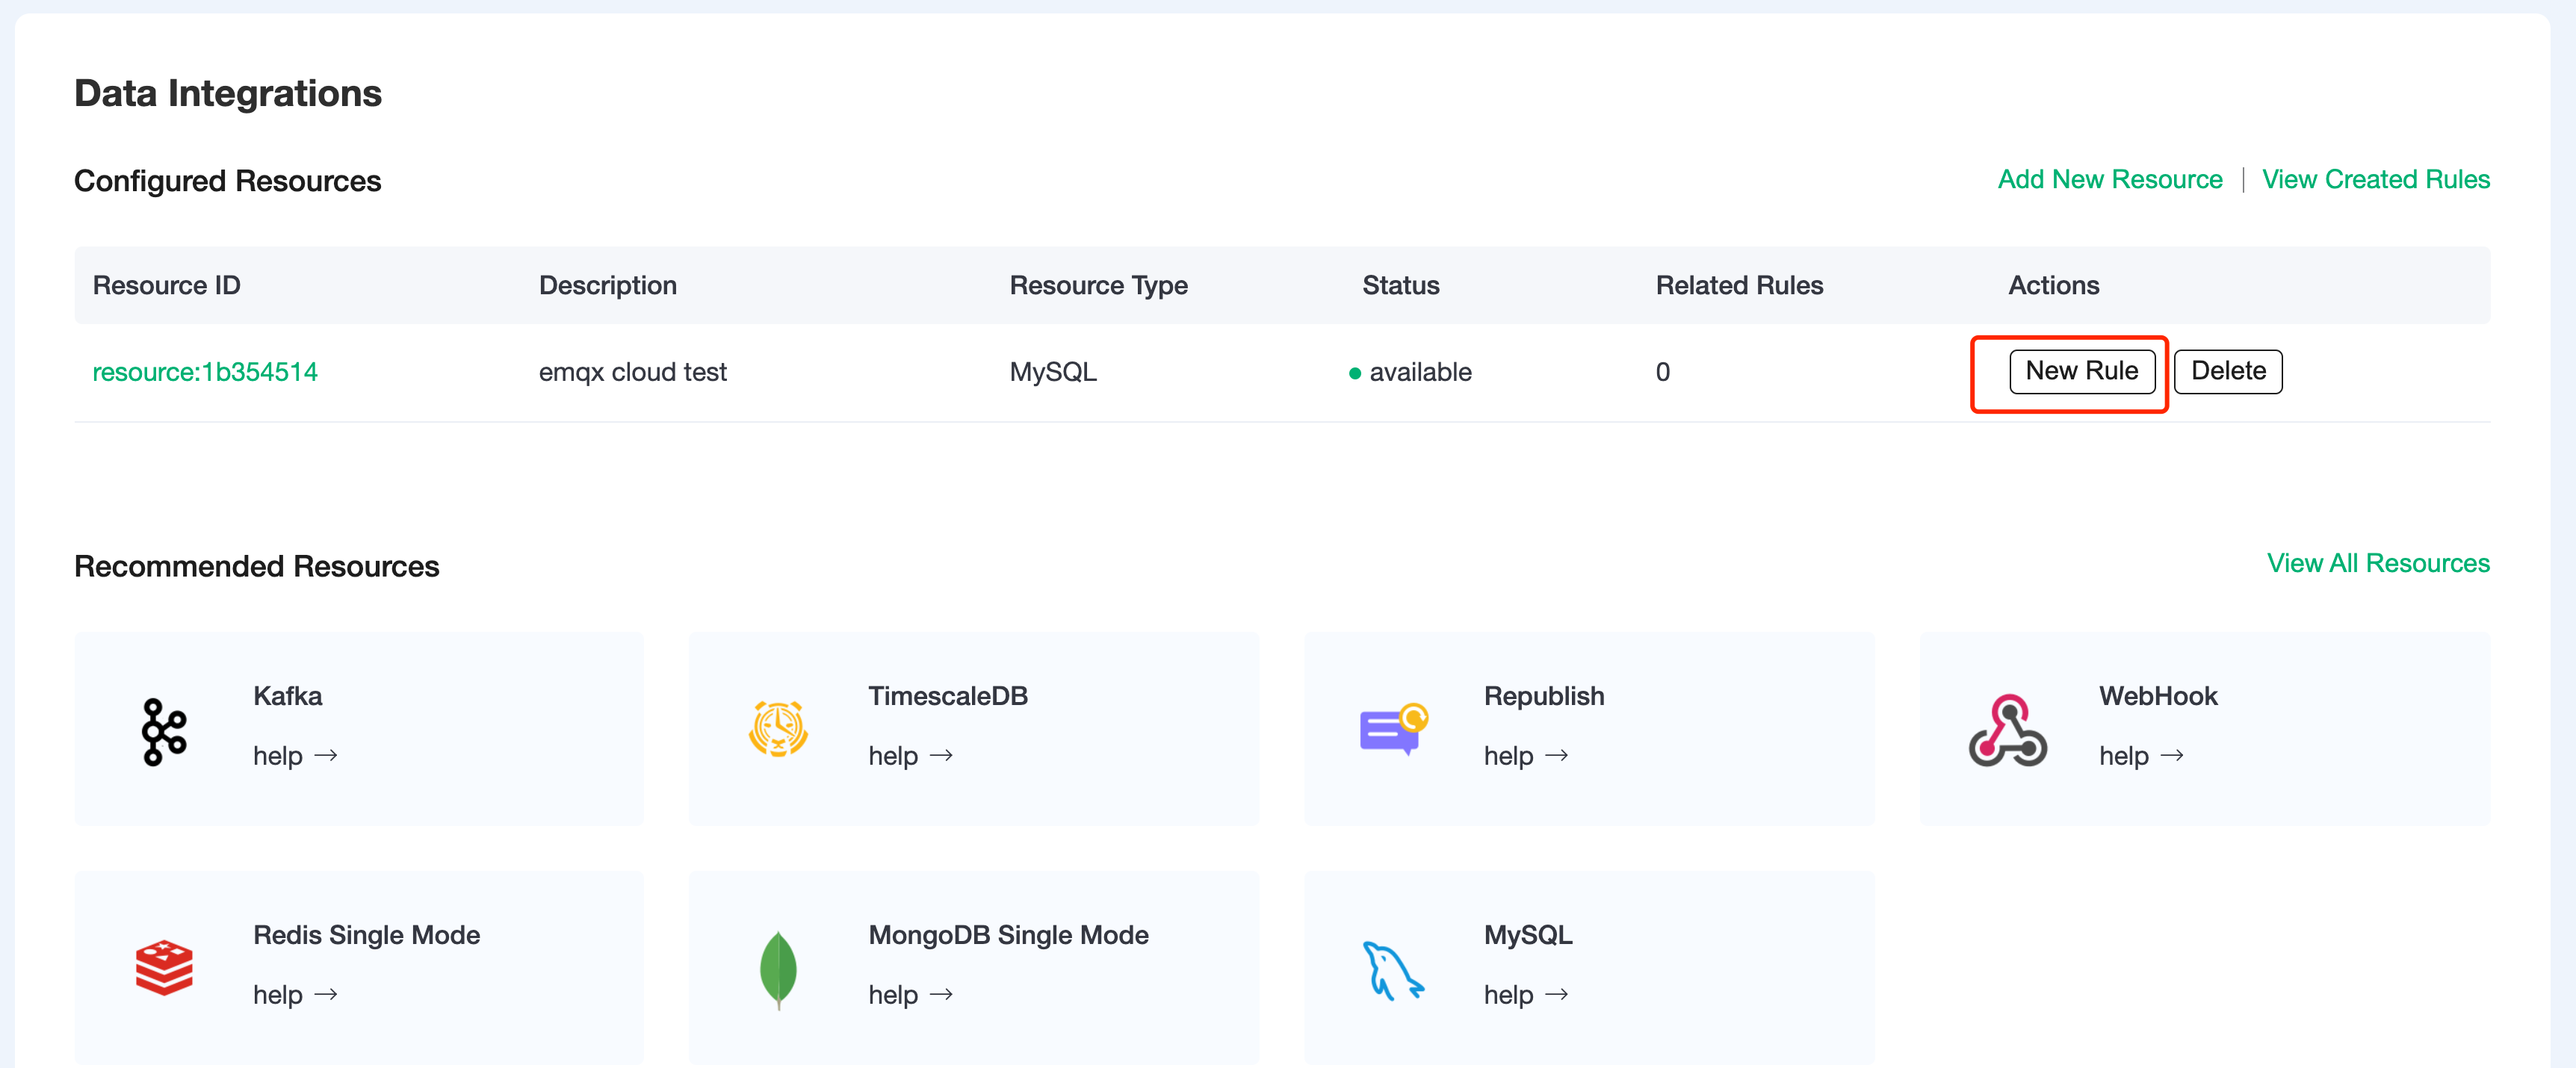 Data Integrations
Configured Resources
Add New Resource | View Created Rules
Resource ID Description Resource Type Status Related Rules Actions
resource:1b354514 emqx cloud test MySQL available 0 New Rule Delete
Recommended Resources
View All Resources
Kafka
help →
TimescaleDB
help →
Republish
help →
WebHook
help →
Redis Single Mode
help →
MongoDB Single Mode
help →
MySQL
help →